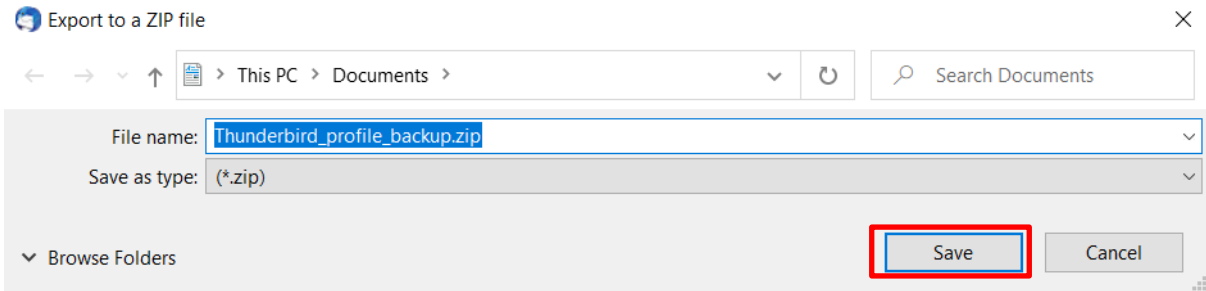 Export to a ZIP file
This PC > Documents >
Search Documents
File name: Thunderbird_profile_backup.zip
Save as type: (*.zip)
Browse Folders
Save
Cancel